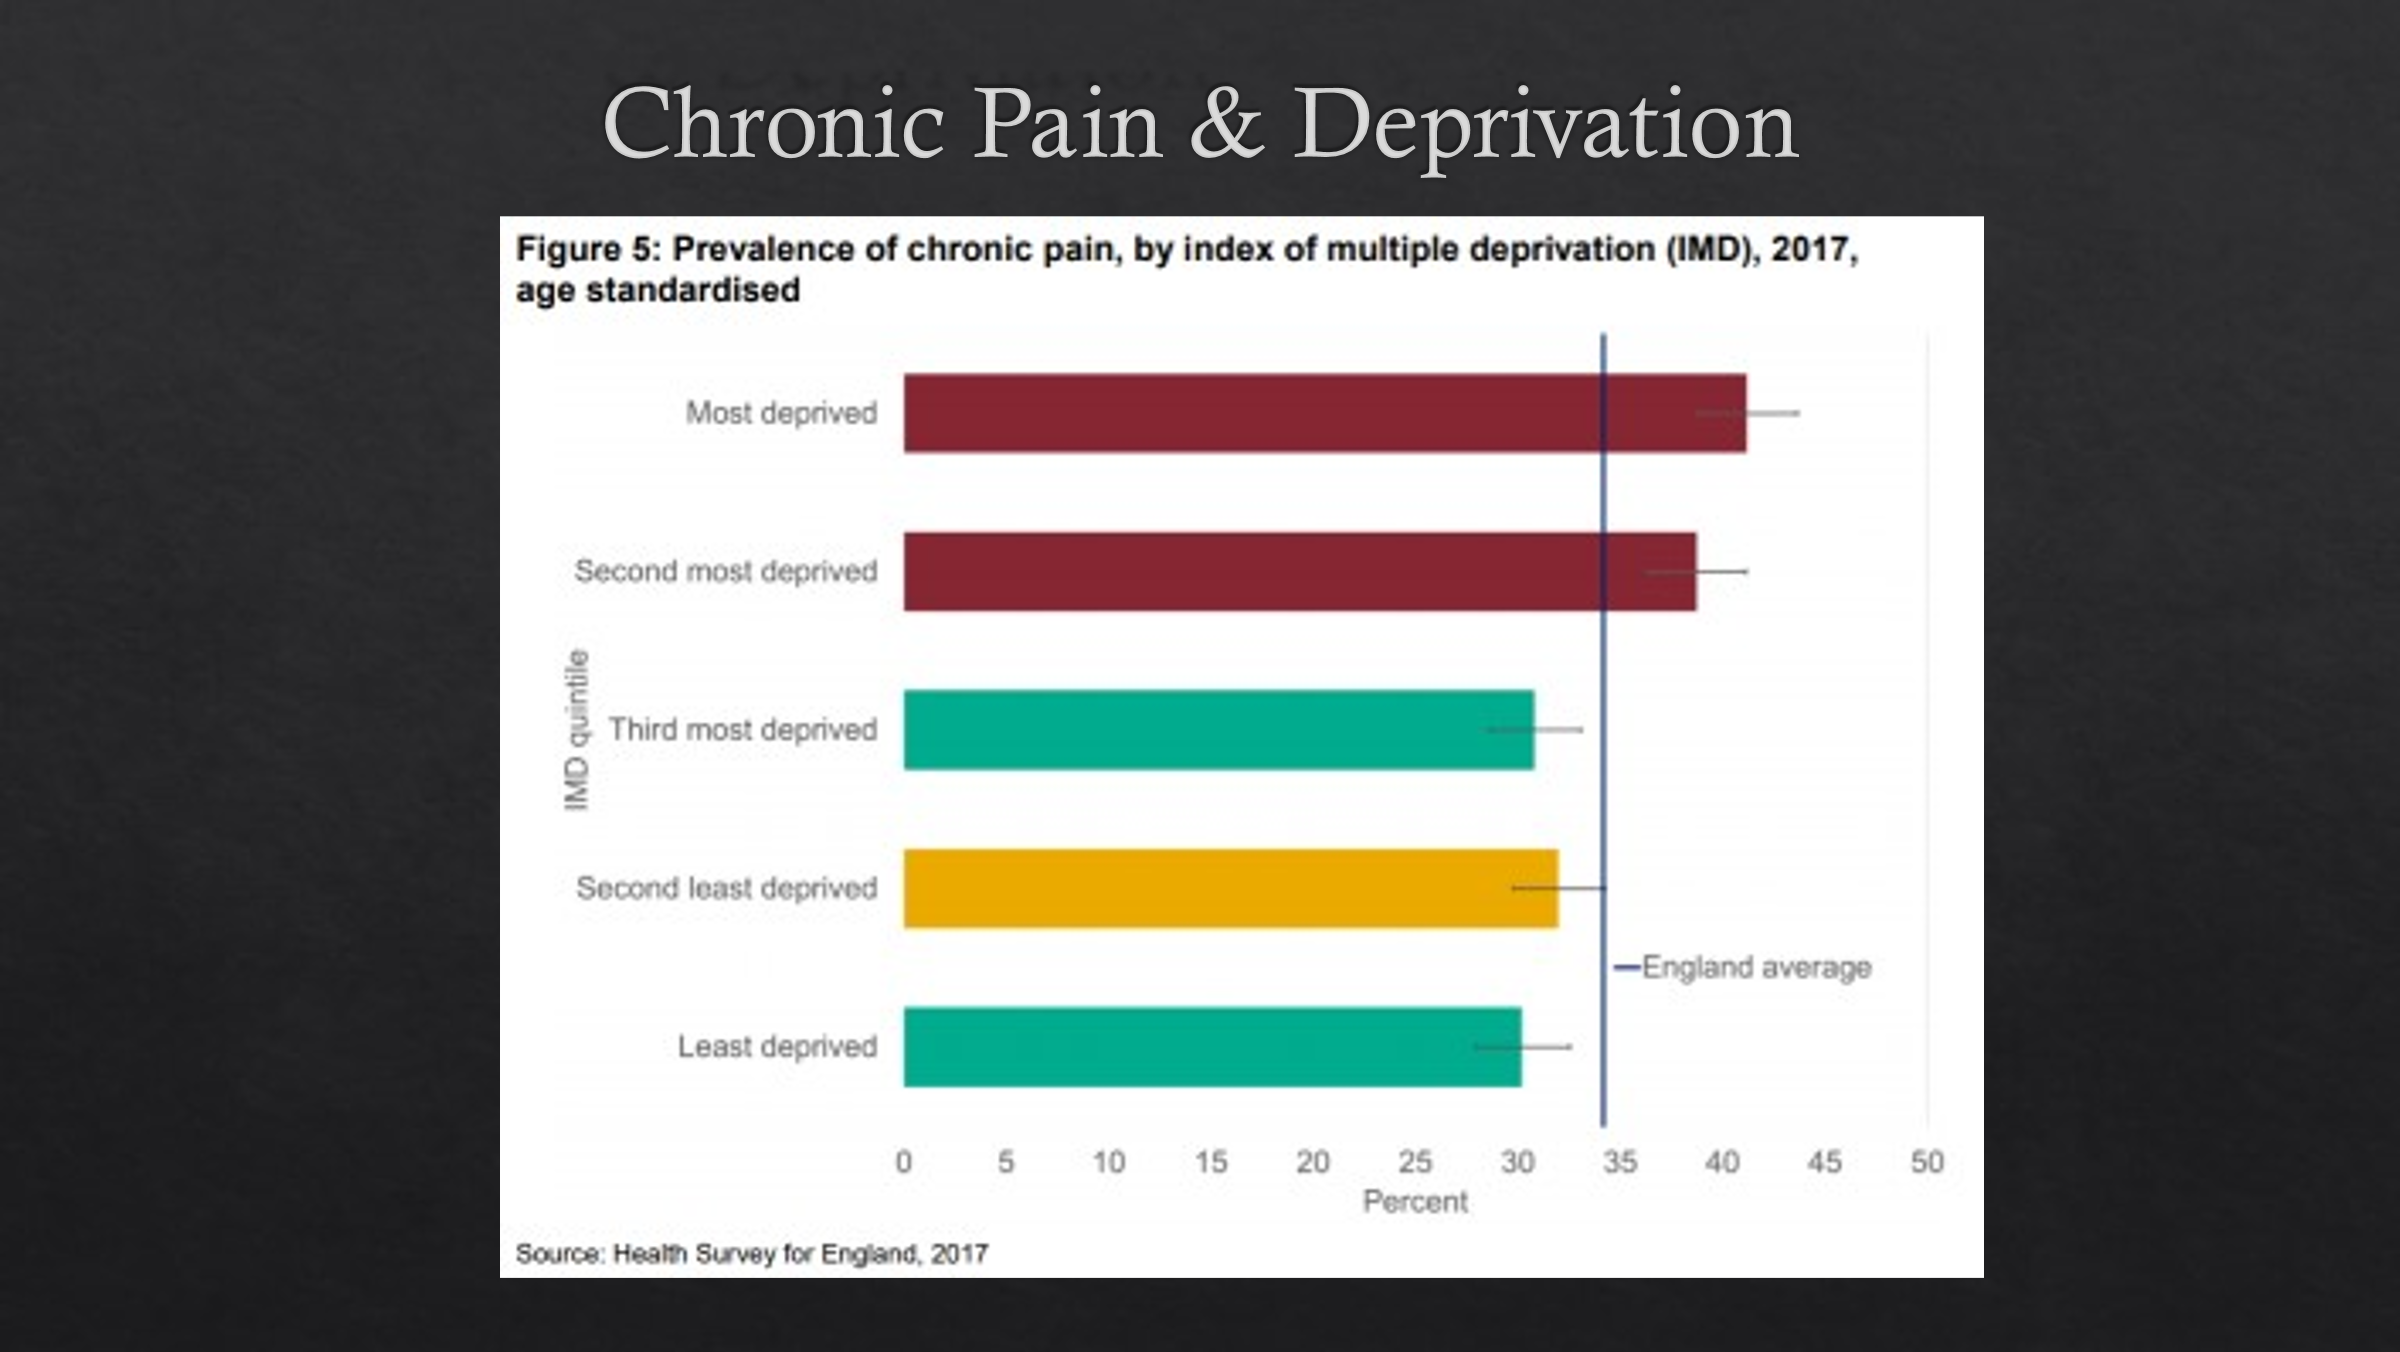 Chronic Pain & Deprivation
Figure 5: Prevalence of chronic pain, by index of multiple deprivation (IMD), 2017,
age standardised
IMD quintile
Most deprived
Second most deprived
Third most deprived
Second least deprived
England average
Least deprived
0 5 10 15 20 25 30 35 40 45 50
Percent
Source: Health Survey for England, 2017